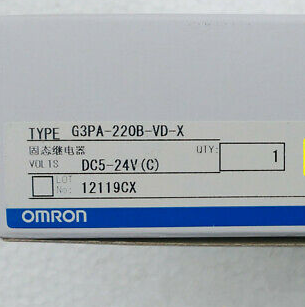 TYPE G3PA-220B-VD-X
固态继电器 QTY:
VOLTS DC5-24V(C) 1
LOT
No: 12119CX
OMRON